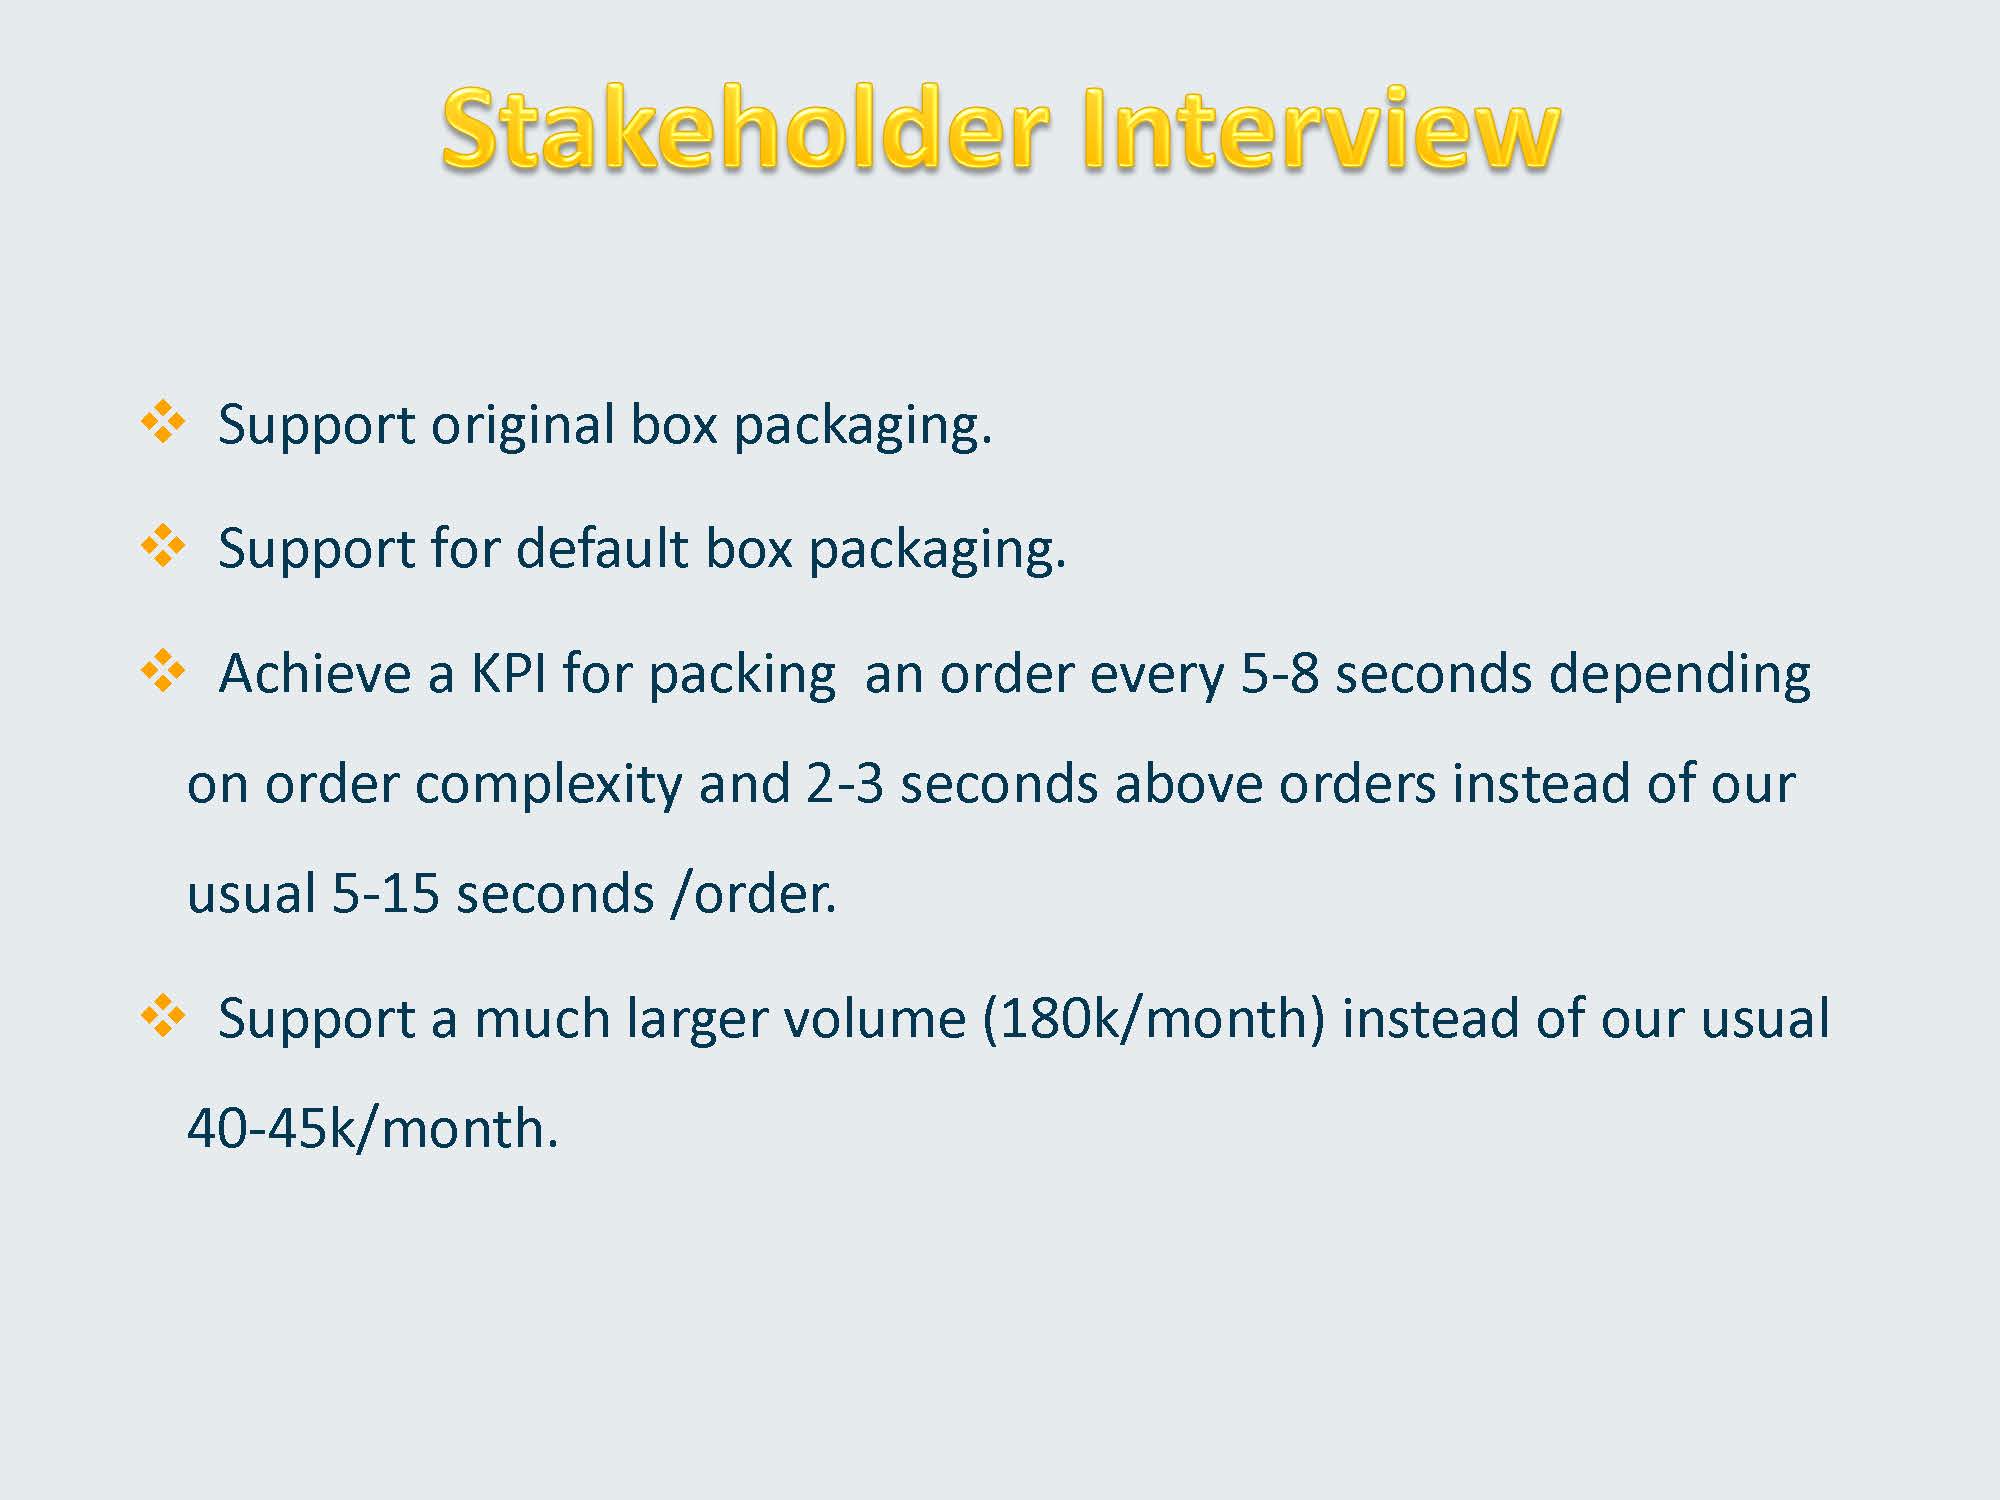 Stakeholder Interview
❖ Support original box packaging.
❖ Support for default box packaging.
❖ Achieve a KPI for packing  an order every 5-8 seconds depending
on order complexity and 2-3 seconds above orders instead of our
usual 5-15 seconds /order.
❖ Support a much larger volume (180k/month) instead of our usual
40-45k/month.